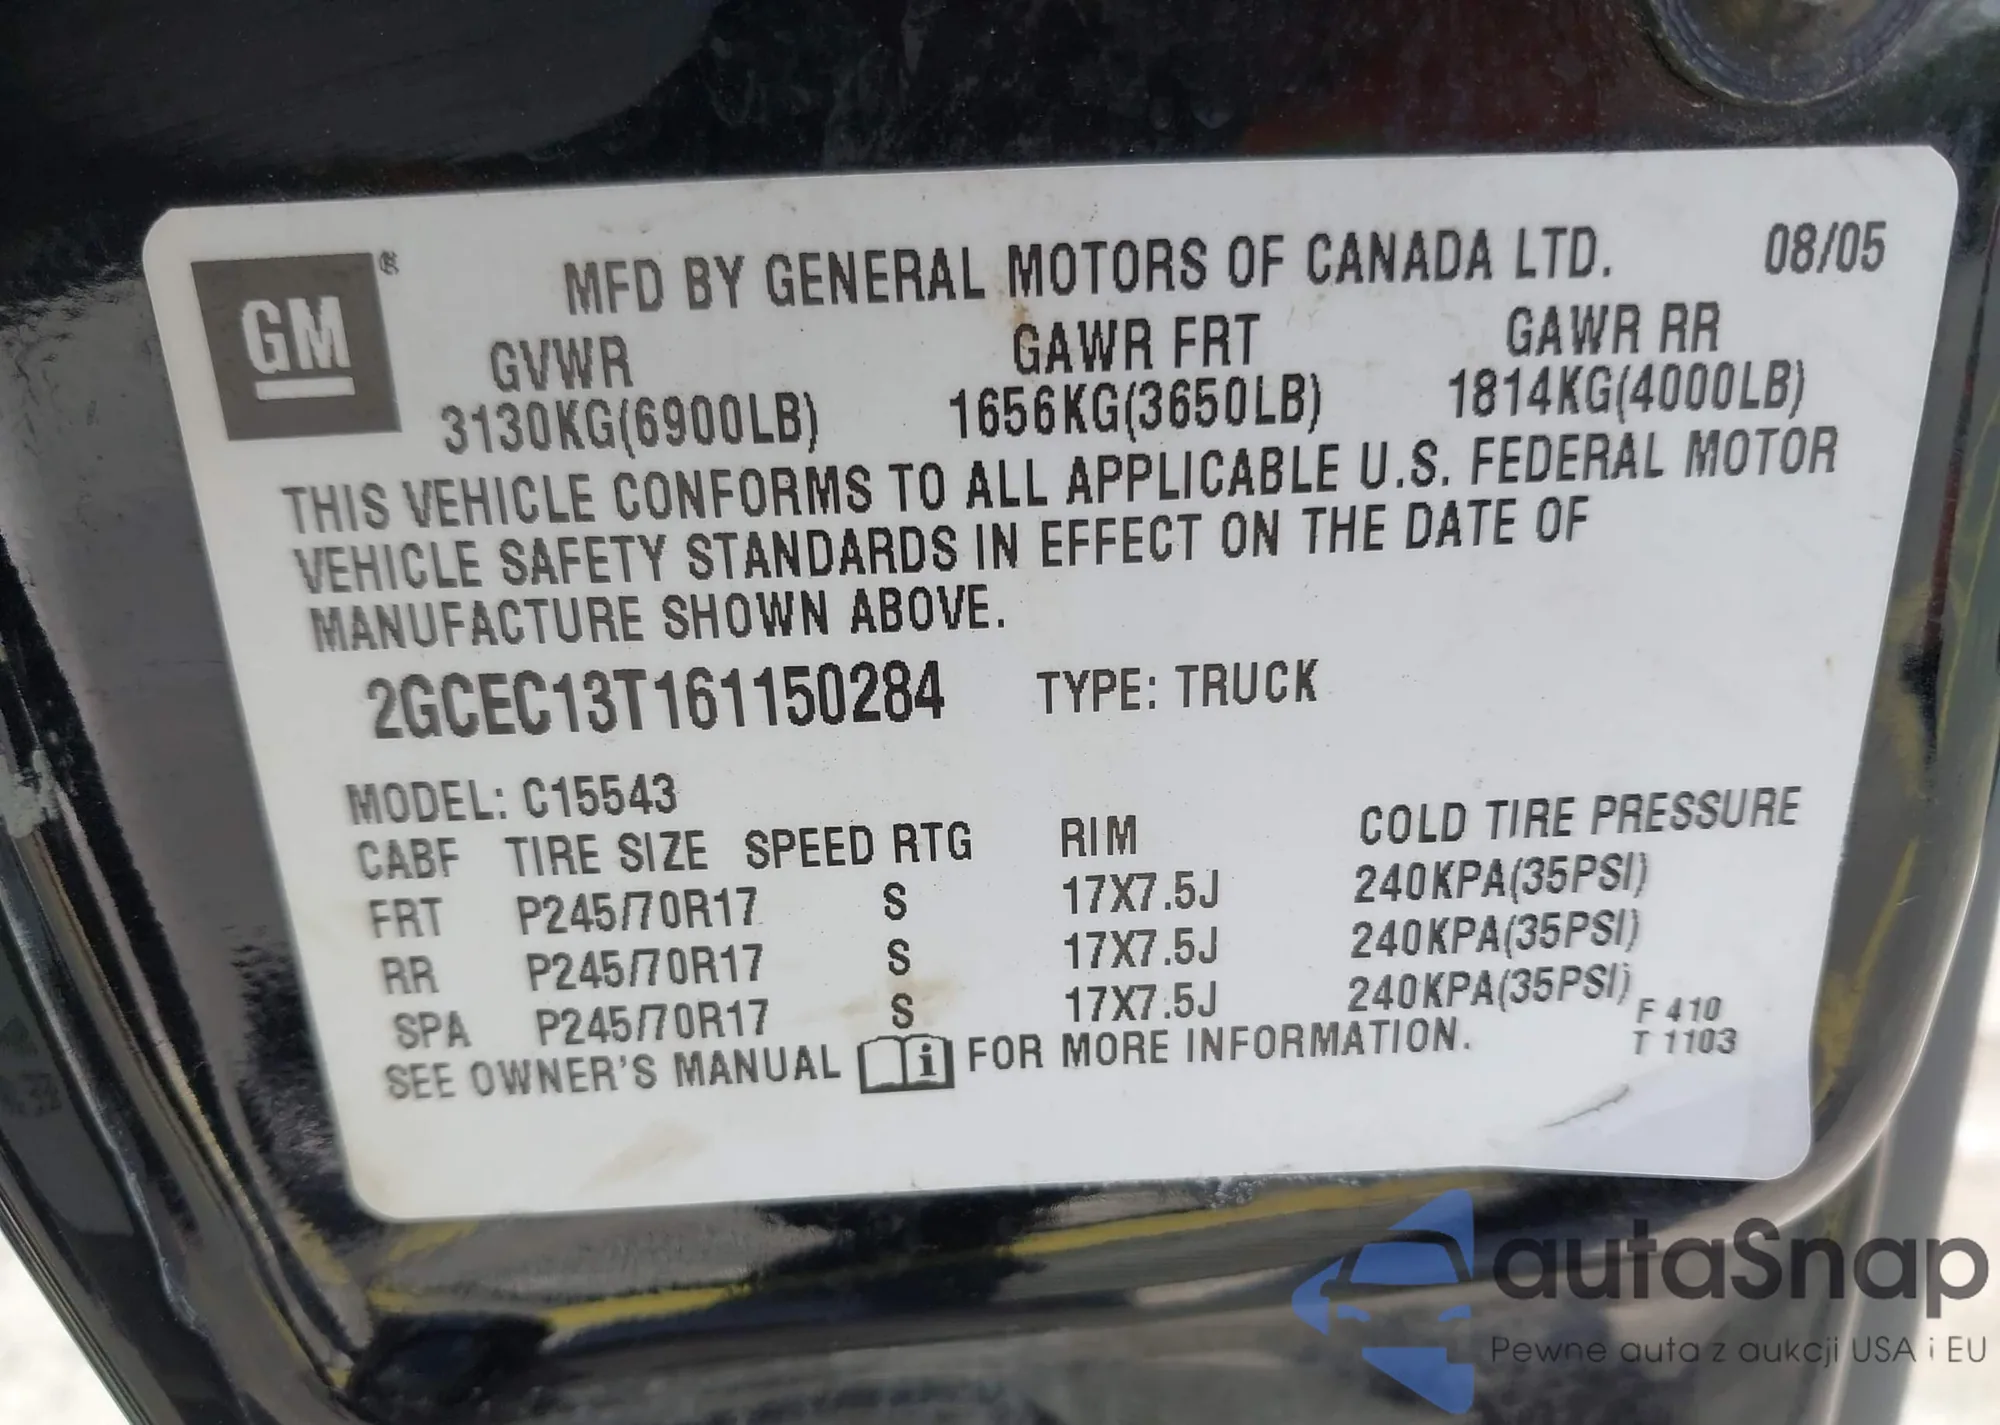 GM ®
MFD BY GENERAL MOTORS OF CANADA LTD. 08/05
GVWR GAWR FRT GAWR RR
3130KG(6900LB) 1656KG(3650LB) 1814KG(4000LB)
THIS VEHICLE CONFORMS TO ALL APPLICABLE U.S. FEDERAL MOTOR
VEHICLE SAFETY STANDARDS IN EFFECT ON THE DATE OF
MANUFACTURE SHOWN ABOVE.
2GCEC13T161150284 TYPE: TRUCK
MODEL: C15543
CABF TIRE SIZE SPEED RTG RIM COLD TIRE PRESSURE
FRT P245/70R17 S 17X7.5J 240KPA(35PSI)
RR P245/70R17 S 17X7.5J 240KPA(35PSI)
SPA P245/70R17 S 17X7.5J 240KPA(35PSI)
SEE OWNER'S MANUAL i FOR MORE INFORMATION.
F 410
T 1103
autaSnap
Pewne auta z aukcji USA i EU